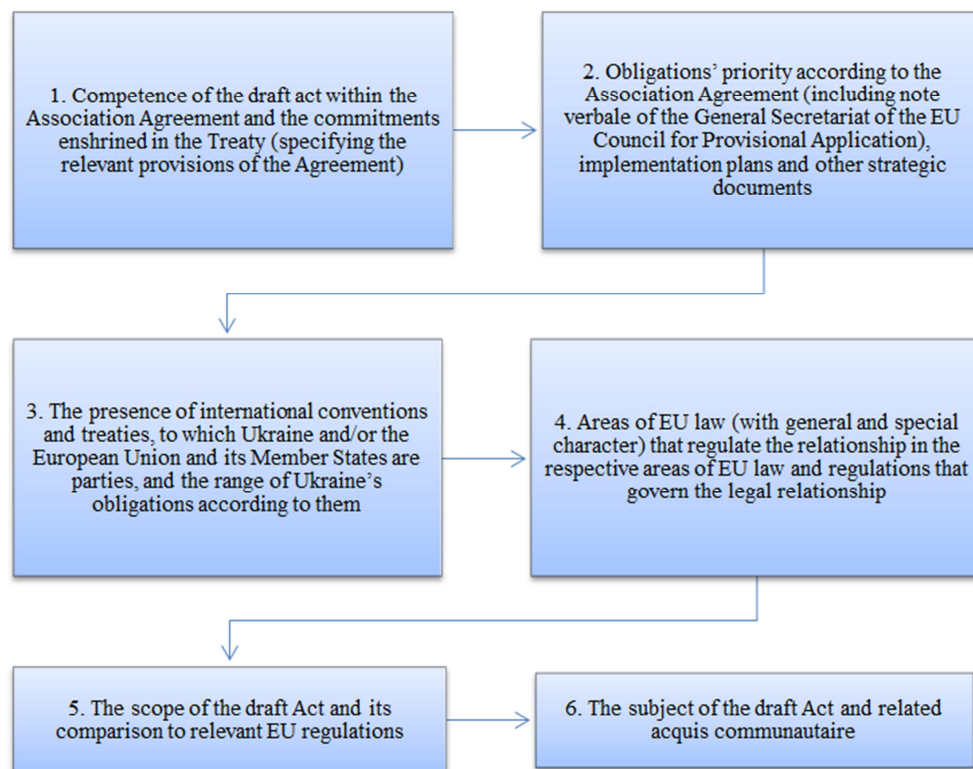 1. Competence of the draft act within the
Association Agreement and the commitments
enshrined in the Treaty (specifying the
relevant provisions of the Agreement)
2. Obligations’ priority according to the
Association Agreement (including note
verbale of the General Secretariat of the EU
Council for Provisional Application),
implementation plans and other strategic
documents
3. The presence of international conventions
and treaties, to which Ukraine and/or the
European Union and its Member States are
parties, and the range of Ukraine’s
obligations according to them
4. Areas of EU law (with general and special
character) that regulate the relationship in the
respective areas of EU law and regulations that
govern the legal relationship
5. The scope of the draft Act and its
comparison to relevant EU regulations
6. The subject of the draft Act and related
acquis communautaire